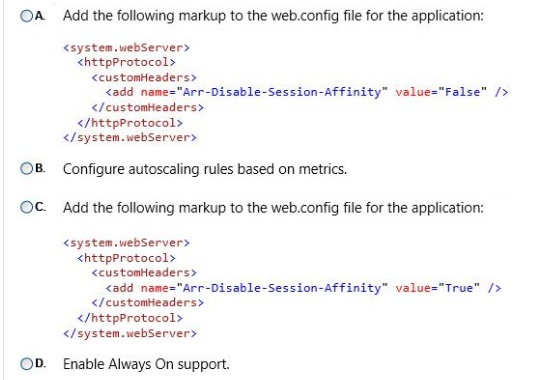 A. Add the following markup to the web.config file for the application:
<system.webServer>
<httpProtocol>
<customHeaders>
<add name="Arr-Disable-Session-Affinity" value="False" />
</customHeaders>
</httpProtocol>
</system.webServer>
B. Configure autoscaling rules based on metrics.
C. Add the following markup to the web.config file for the application:
<system.webServer>
<httpProtocol>
<customHeaders>
<add name="Arr-Disable-Session-Affinity" value="True" />
</customHeaders>
</httpProtocol>
</system.webServer>
D. Enable Always On support.